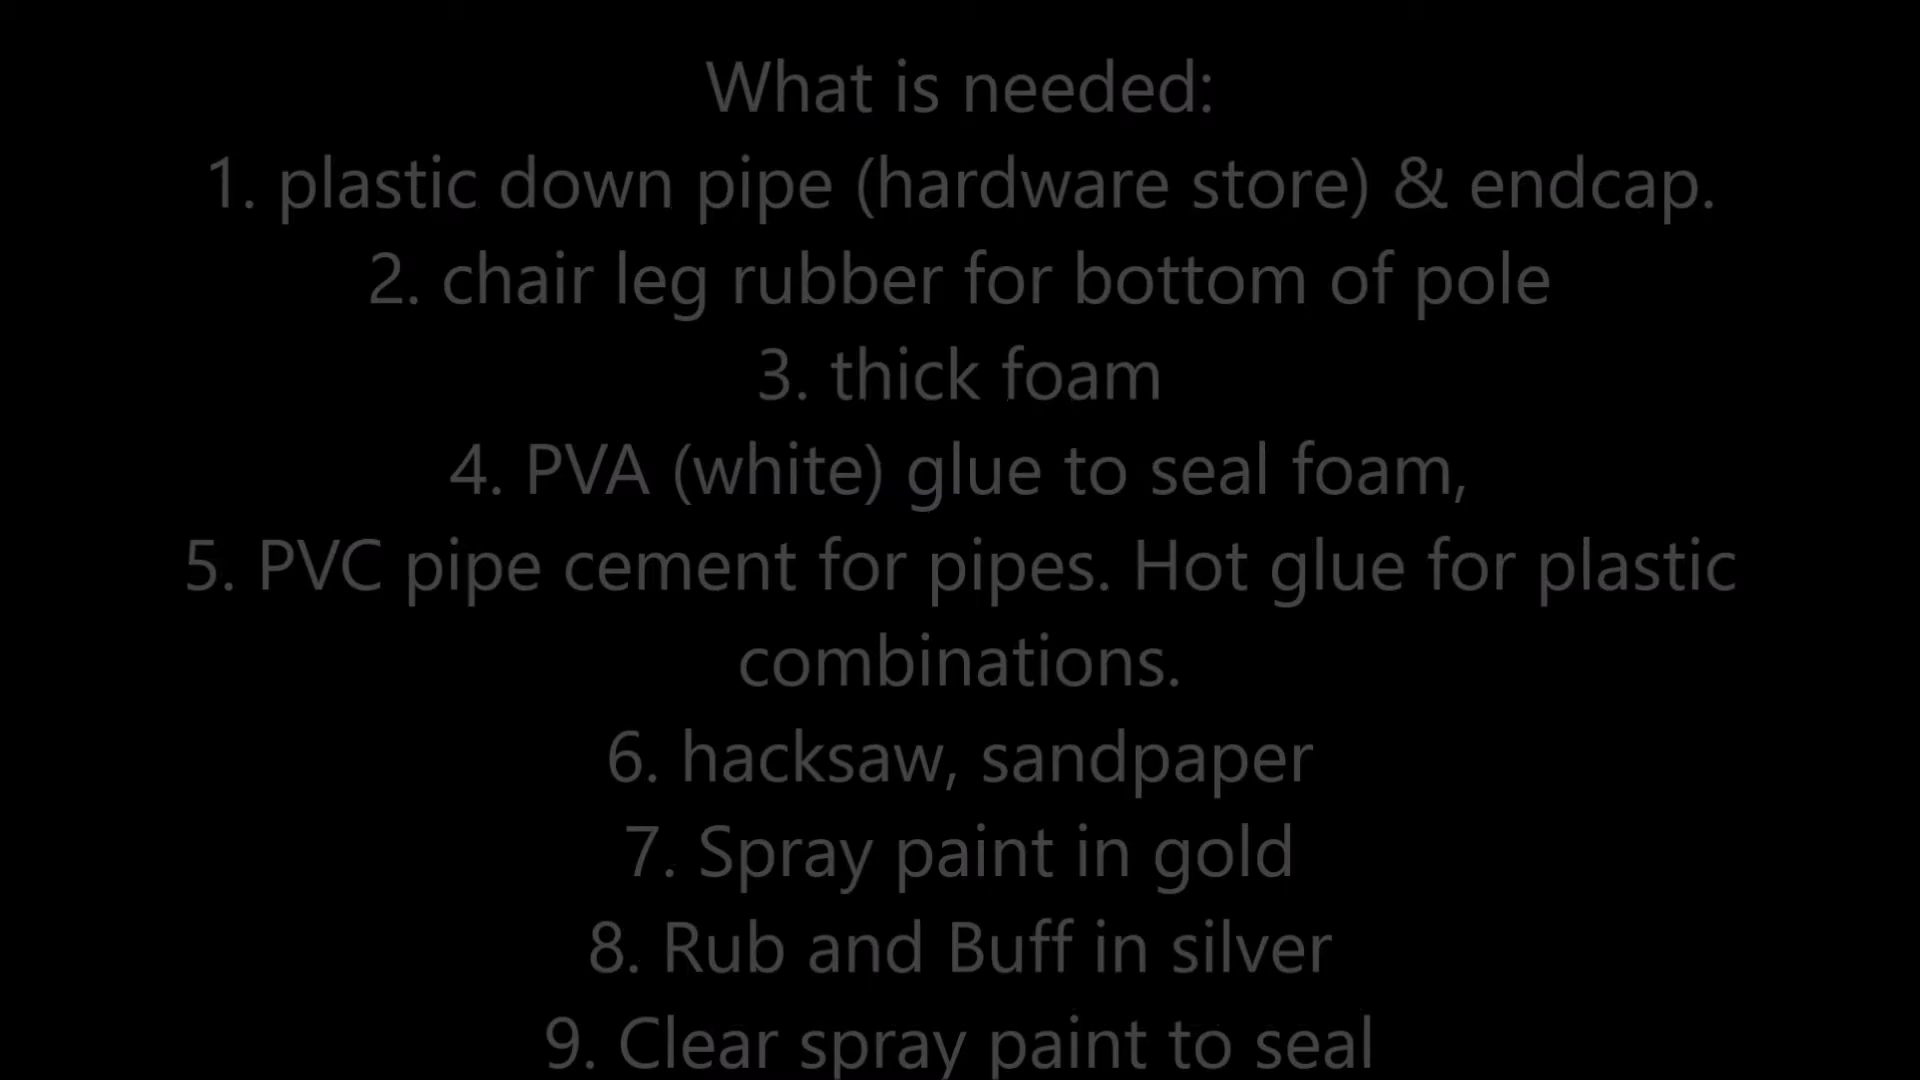 What is needed:
1. plastic down pipe (hardware store) & endcap.
2. chair leg rubber for bottom of pole
3. thick foam
4. PVA (white) glue to seal foam,
5. PVC pipe cement for pipes. Hot glue for plastic
combinations.
6. hacksaw, sandpaper
7. Spray paint in gold
8. Rub and Buff in silver
9. Clear spray paint to seal